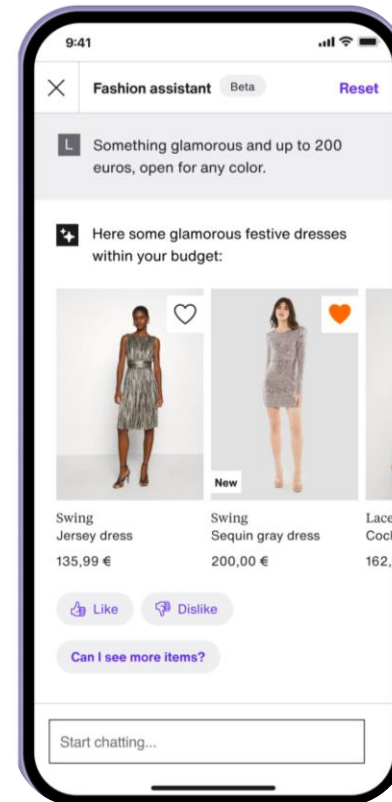 9:41
Fashion assistant Beta Reset
L Something glamorous and up to 200
euros, open for any color.
Here some glamorous festive dresses
within your budget:
New
Swing Swing Lace
Jersey dress Sequin gray dress
135,99 € 200,00 € 162,
Like Dislike
Can I see more items?
Start chatting...